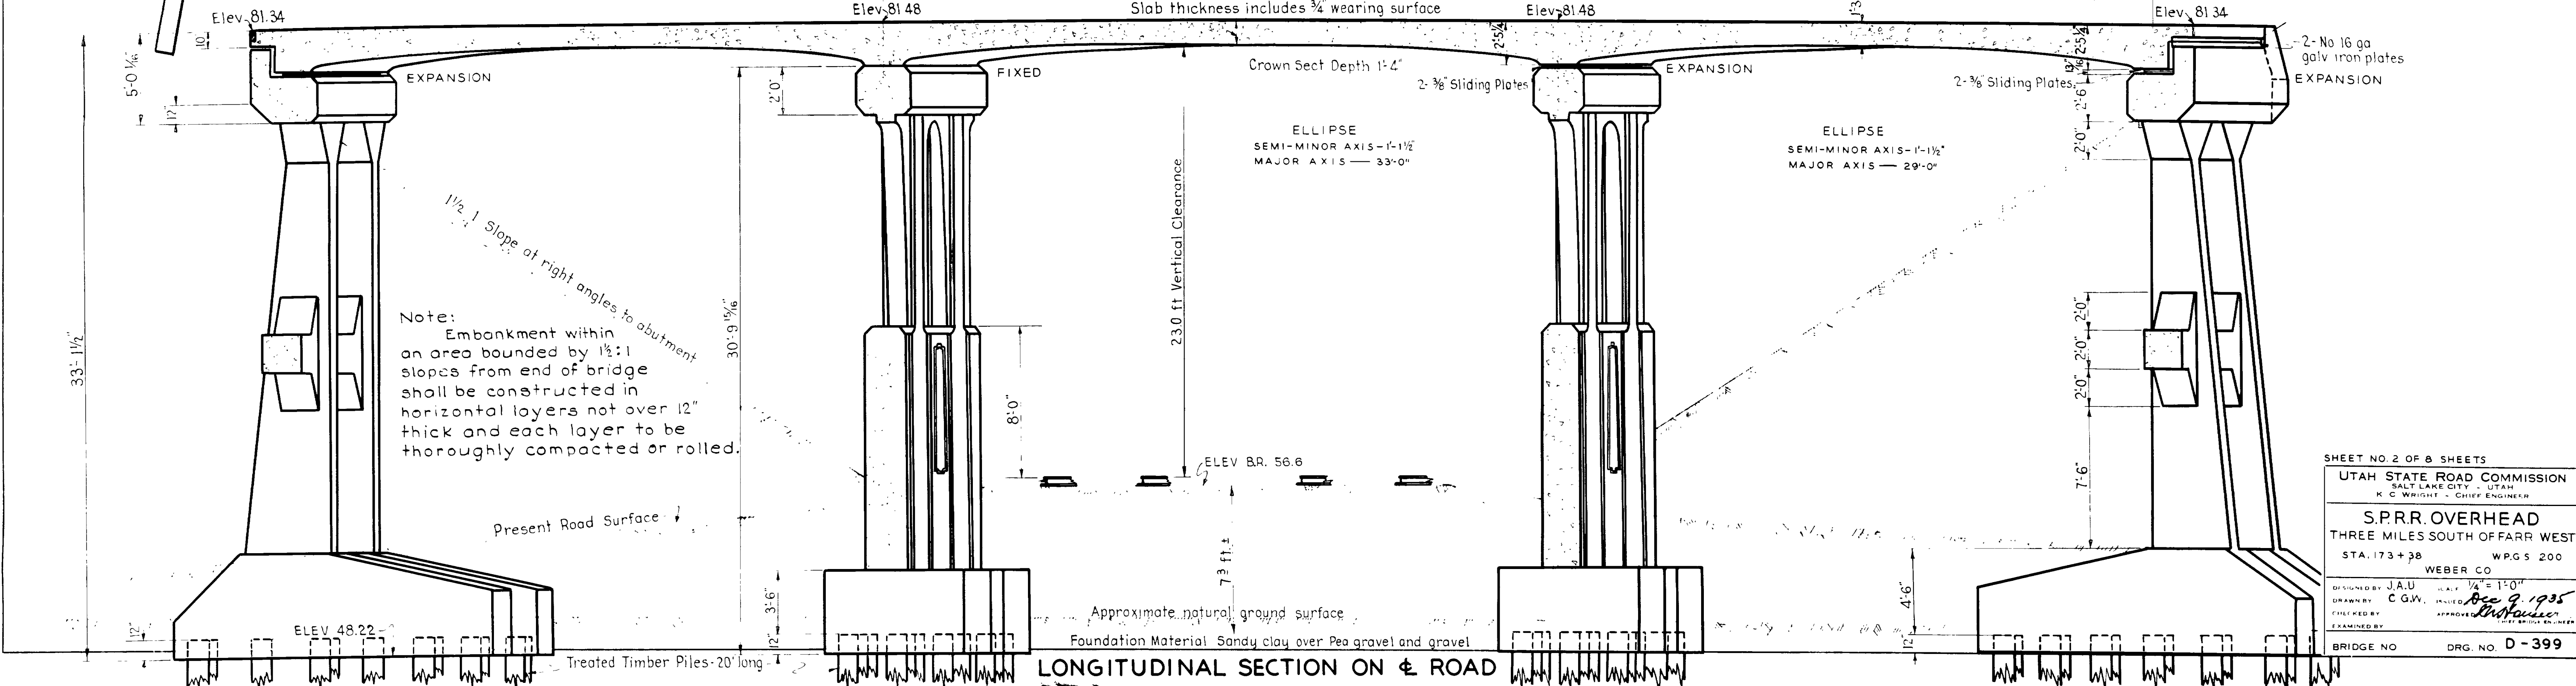 Slab thickness includes ¾" wearing surface
Elev. 81.34
Elev. 81.48
Elev. 81.48
Elev. 81.34
10"
5'-0 1/16"
12"
EXPANSION
2'-0"
FIXED
Crown Sect Depth 1'-4"
2'-5¼"
2-⅜" Sliding Plates
EXPANSION
2-⅜" Sliding Plates
2'-5¼"
2'-6"
2'-0"
2-No 16 ga
galv iron plates
EXPANSION
ELLIPSE
SEMI-MINOR AXIS-1'-1½"
MAJOR AXIS — 33'-0"
ELLIPSE
SEMI-MINOR AXIS-1'-1½"
MAJOR AXIS — 29'-0"
33'-1½"
1½ 1 Slope at right angles to abutment
Note:
Embankment within
an area bounded by 1½:1
slopes from end of bridge
shall be constructed in
horizontal layers not over 12"
thick and each layer to be
thoroughly compacted or rolled.
30'-9 15/16"
23.0 ft Vertical Clearance
8'-0"
2'-0"
2'-0"
2'-0"
7'-6"
ELEV B.R. 56.6
Present Road Surface
7.3 ft ±
3'-6"
12"
4'-6"
12"
Approximate natural ground surface
12"
ELEV 48.22
Foundation Material Sandy clay over Pea gravel and gravel
Treated Timber Piles-20' long
LONGITUDINAL SECTION ON ℄ ROAD
SHEET NO. 2 OF 8 SHEETS
UTAH STATE ROAD COMMISSION
SALT LAKE CITY - UTAH
K C WRIGHT - CHIEF ENGINEER
S.P.R.R. OVERHEAD
THREE MILES SOUTH OF FARR WEST
STA. 173+38 W.P.G.S 200
WEBER CO
DESIGNED BY J.A.U SCALE ¼" = 1'-0"
DRAWN BY C.G.W. ISSUED Dec 9. 1935
CHECKED BY APPROVED
CHIEF BRIDGE ENGINEER
EXAMINED BY
BRIDGE NO DRG. NO. D-399